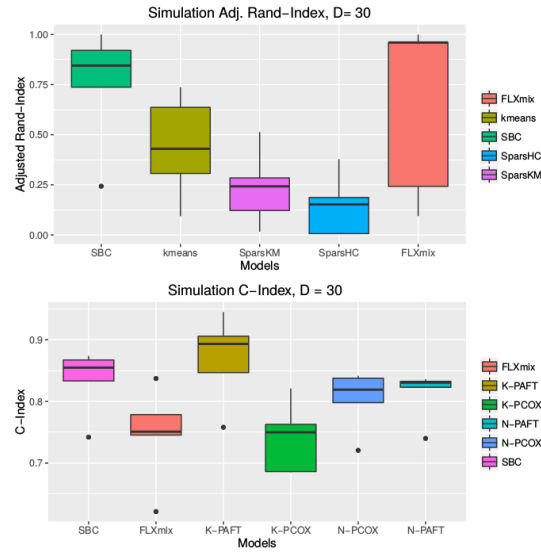 Simulation Adj. Rand-Index, D= 30
1.00
0.75
0.50
0.25
0.00
Adjusted Rand-Index
SBC kmeans SparsKM SparsHC FLXmix
Models
FLXmix
kmeans
SBC
SparsHC
SparsKM
Simulation C-Index, D = 30
0.9
0.8
0.7
C-Index
SBC FLXmix K-PAFT K-PCOX N-PCOX N-PAFT
Models
FLXmix
K-PAFT
K-PCOX
N-PAFT
N-PCOX
SBC